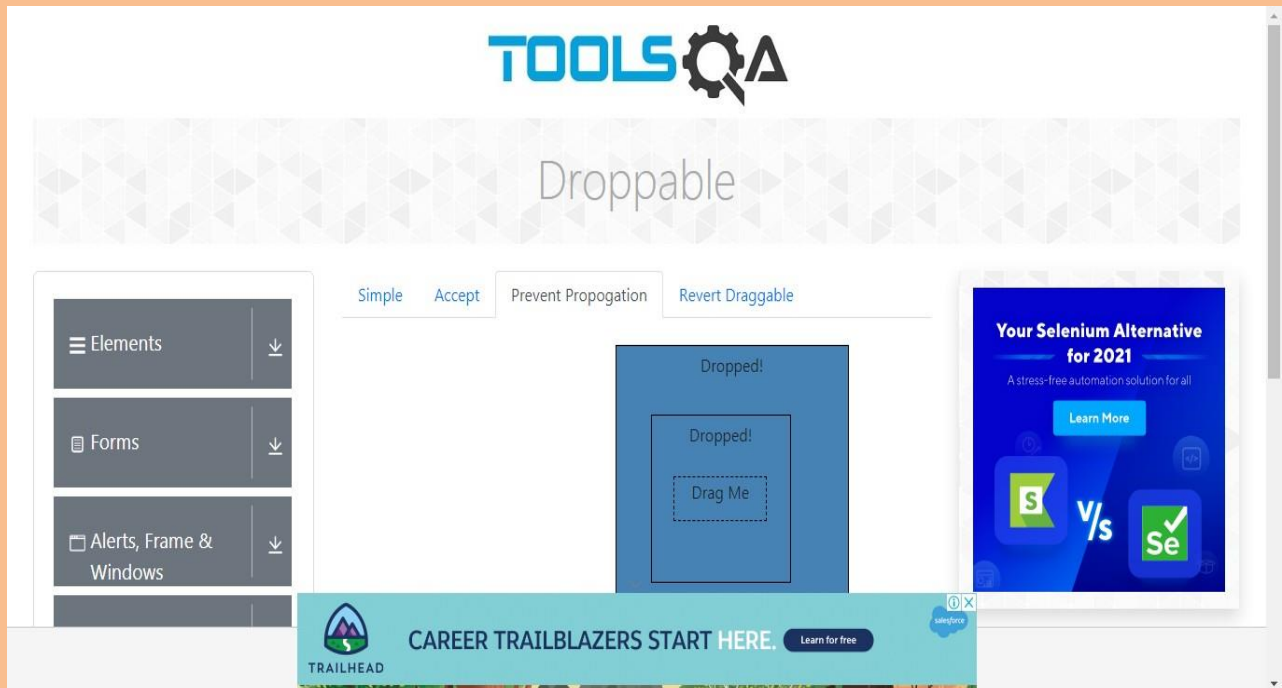 TOOLSQA
Droppable
Elements
Forms
Alerts, Frame &
Windows
Simple Accept Prevent Propogation Revert Draggable
Dropped!
Dropped!
Drag Me
Your Selenium Alternative
for 2021
A stress-free automation solution for all
Learn More
S V/s Se
TRAILHEAD
CAREER TRAILBLAZERS START HERE. Learn for free
salesforce